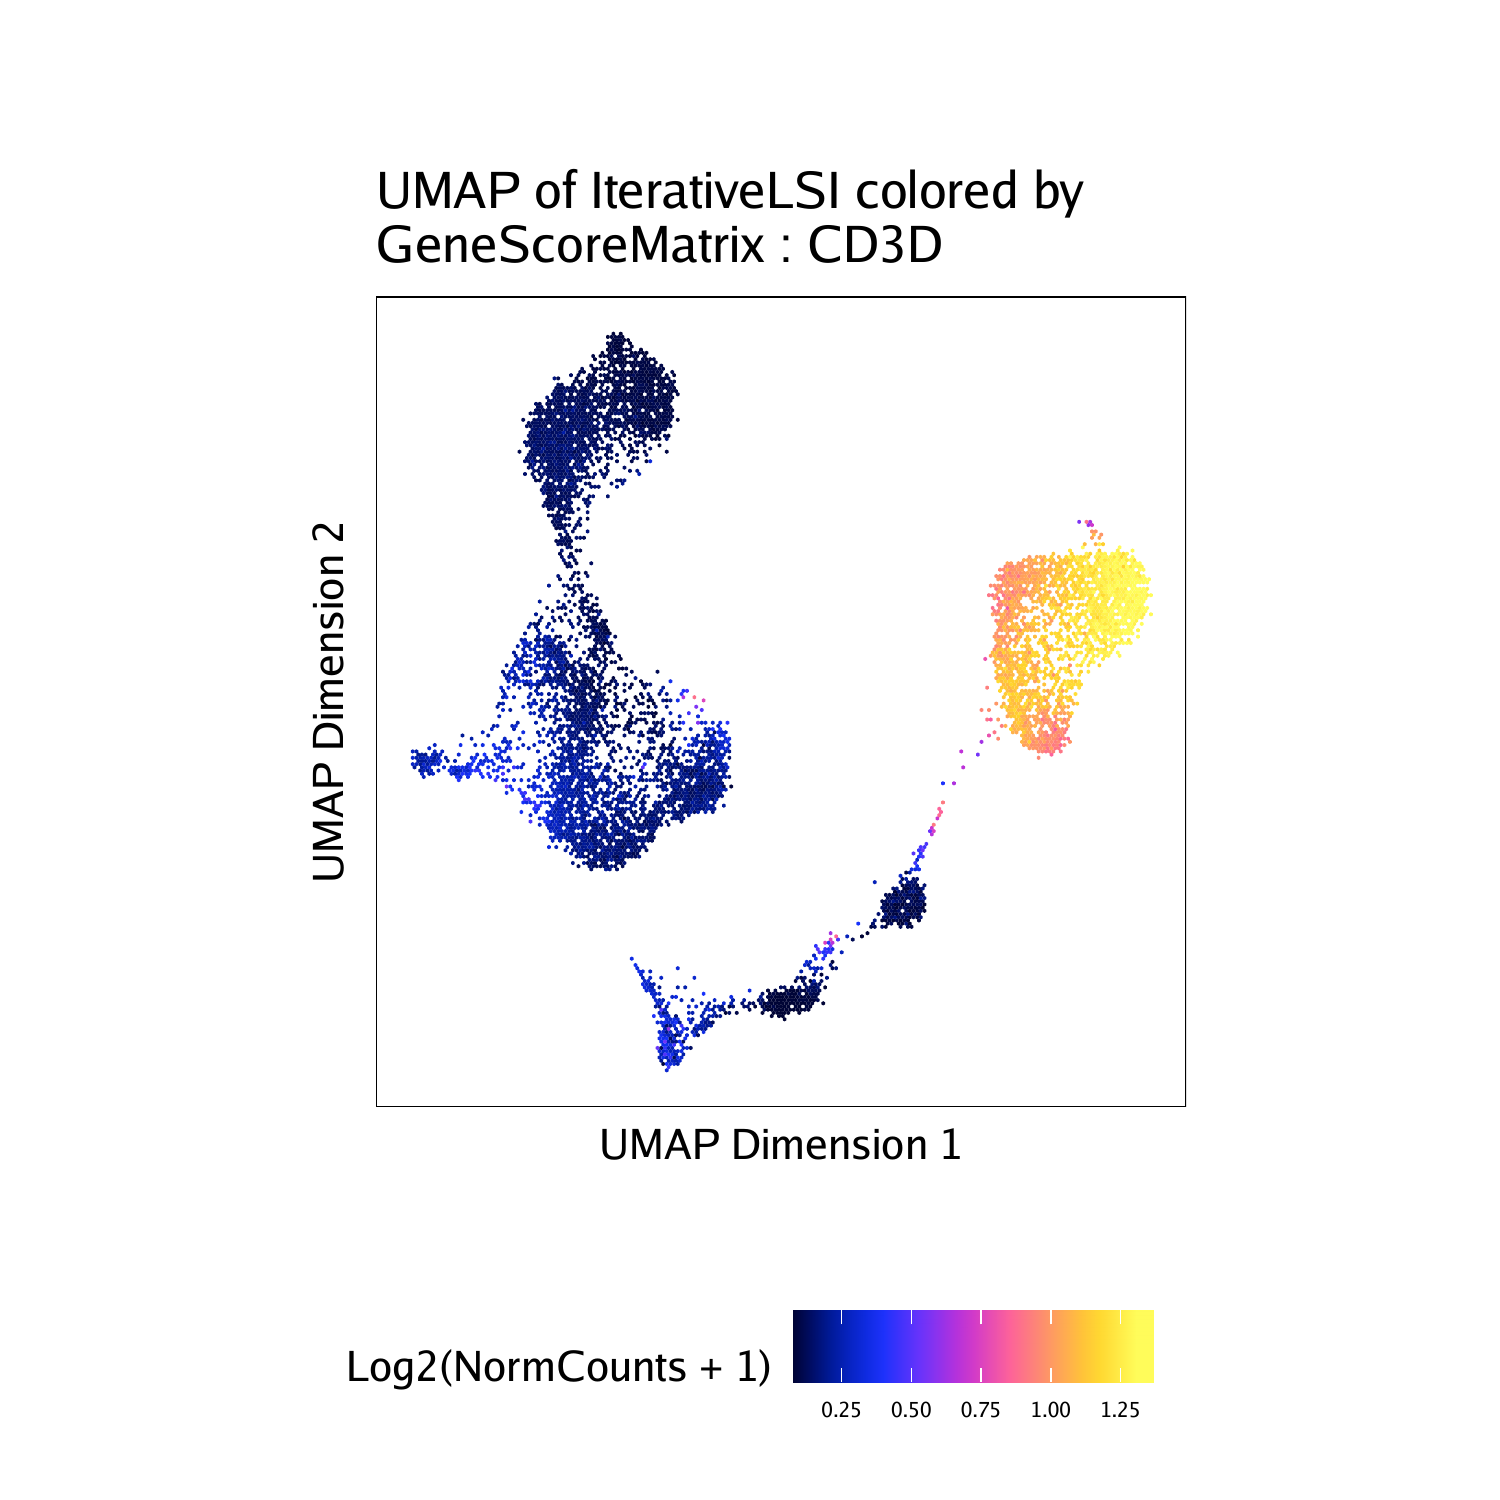 UMAP of IterativeLSI colored by
GeneScoreMatrix : CD3D
UMAP Dimension 2
UMAP Dimension 1
Log2(NormCounts + 1)
0.25 0.50 0.75 1.00 1.25